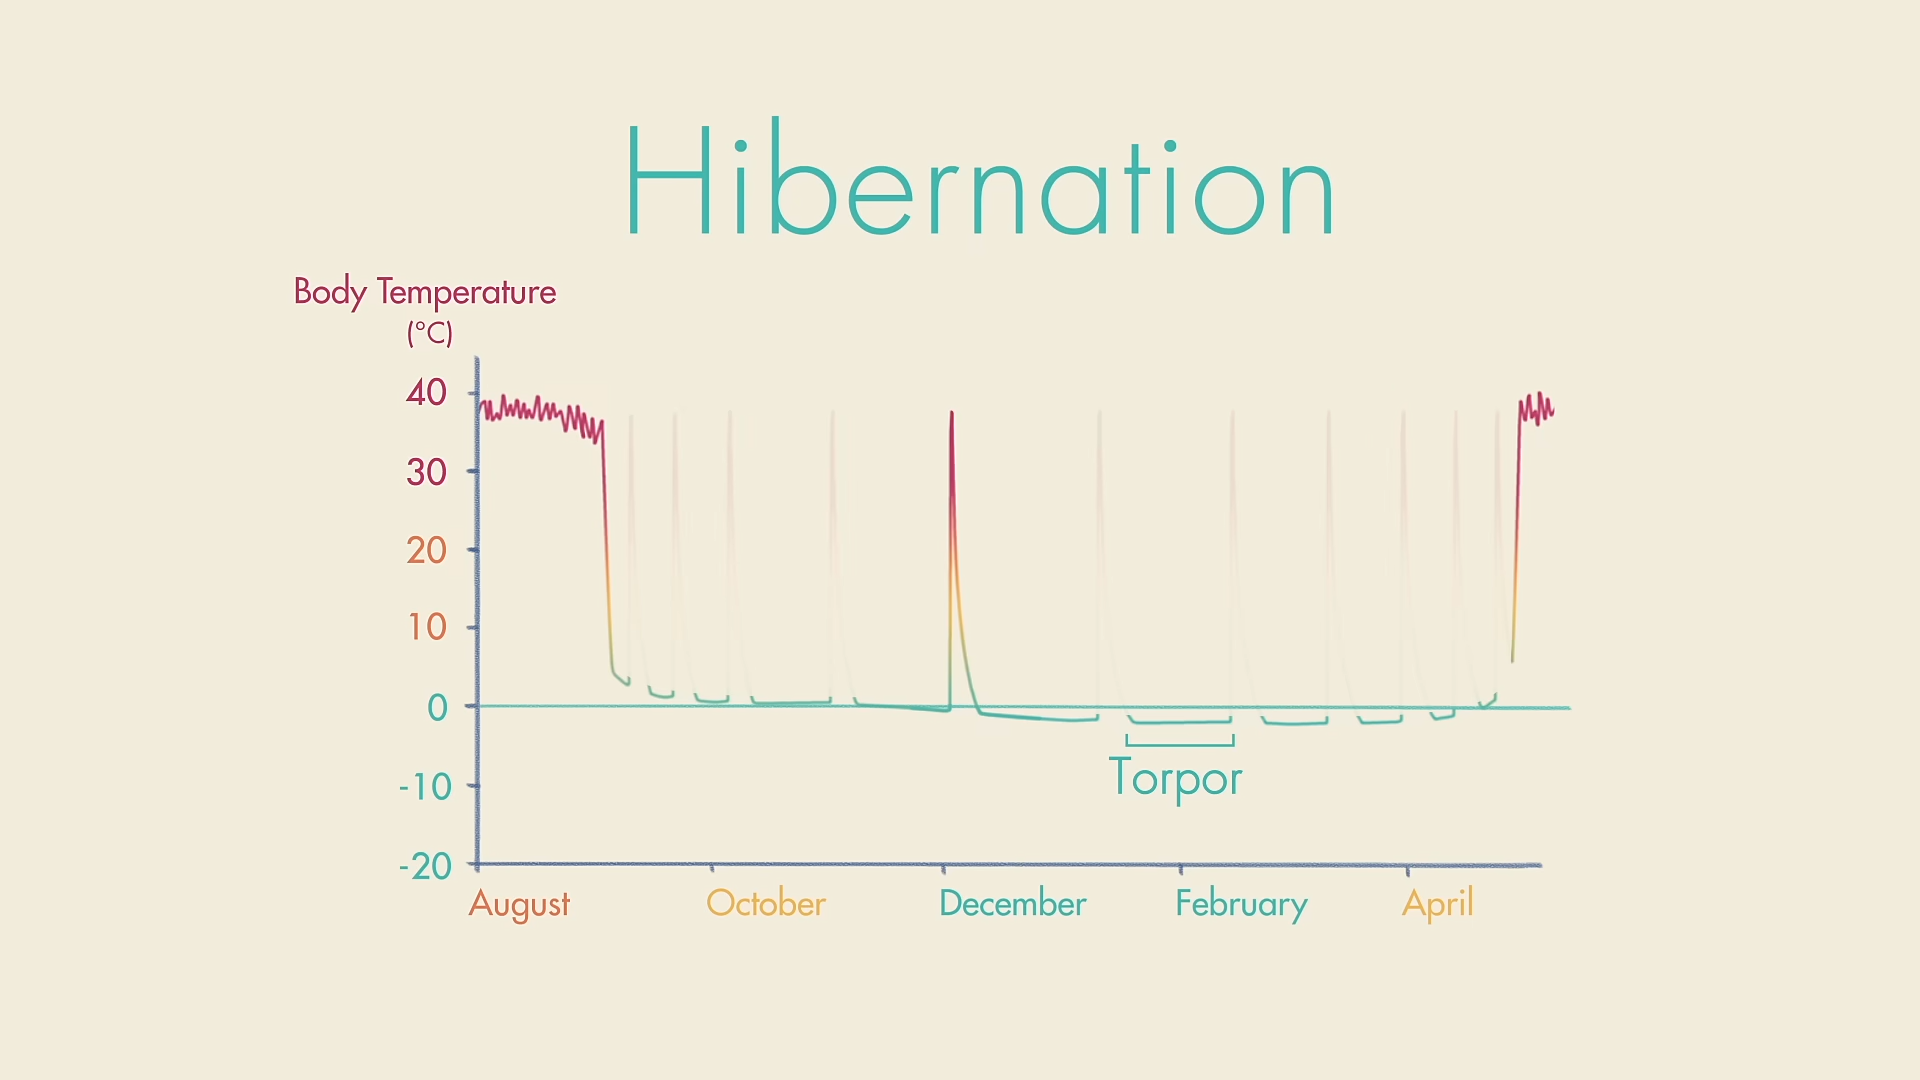 Hibernation
Body Temperature
(°C)
40
30
20
10
0
-10
-20
Torpor
August October December February April